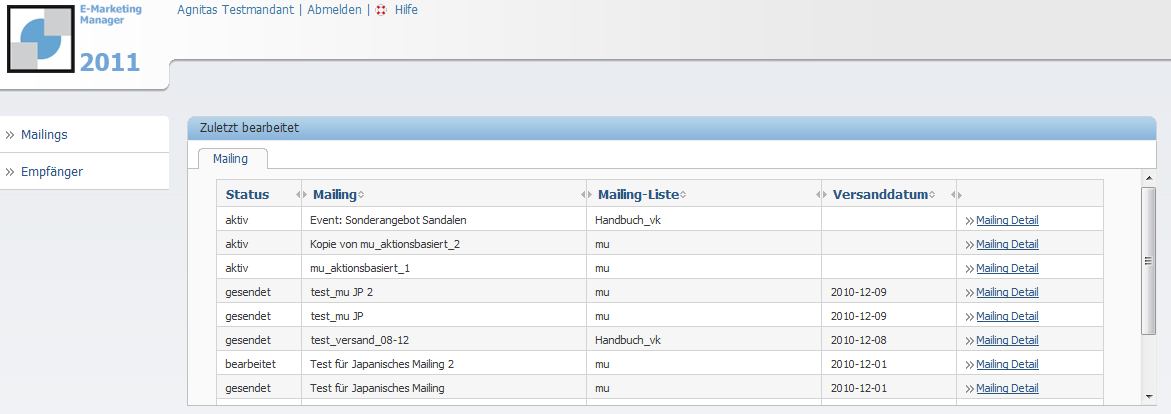 E-Marketing
Manager
2011
Agnitas Testmandant | Abmelden | Hilfe
Mailings
Empfänger
Zuletzt bearbeitet
Mailing
Status Mailing Mailing-Liste Versanddatum
aktiv Event: Sonderangebot Sandalen Handbuch_vk Mailing Detail
aktiv Kopie von mu_aktionsbasiert_2 mu Mailing Detail
aktiv mu_aktionsbasiert_1 mu Mailing Detail
gesendet test_mu JP 2 mu 2010-12-09 Mailing Detail
gesendet test_mu JP mu 2010-12-09 Mailing Detail
gesendet test_versand_08-12 Handbuch_vk 2010-12-08 Mailing Detail
bearbeitet Test für Japanisches Mailing 2 mu 2010-12-01 Mailing Detail
gesendet Test für Japanisches Mailing mu 2010-12-01 Mailing Detail